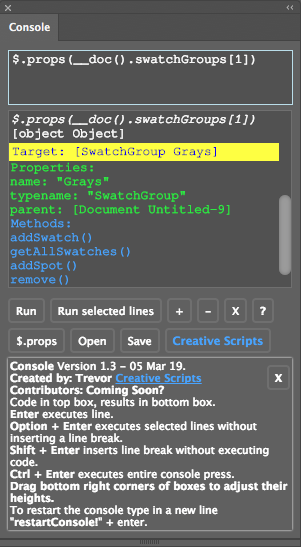 Console
$.props(__doc().swatchGroups[1])
$.props(__doc().swatchGroups[1])
[object Object]
Target: [SwatchGroup Grays]
Properties:
name: "Grays"
typename: "SwatchGroup"
parent: [Document Untitled-9]
Methods:
addSwatch()
getAllSwatches()
addSpot()
remove()
Run Run selected lines + - X ?
$.props Open Save Creative Scripts
Console Version 1.3 - 05 Mar 19.
Created by: Trevor Creative Scripts X
Contributors: Coming Soon?
Code in top box, results in bottom box.
Enter executes line.
Option + Enter executes selected lines without
inserting a line break.
Shift + Enter inserts line break without executing
code.
Ctrl + Enter executes entire console press.
Drag bottom right corners of boxes to adjust their
heights.
To restart the console type in a new line
"restartConsole!" + enter.